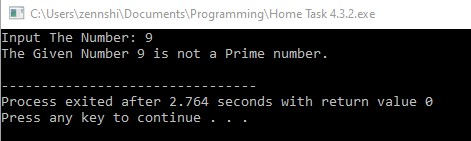 C:\Users\zennshi\Documents\Programming\Home Task 4.3.2.exe
Input The Number: 9
The Given Number 9 is not a Prime number.
--------------------------------
Process exited after 2.764 seconds with return value 0
Press any key to continue . . .